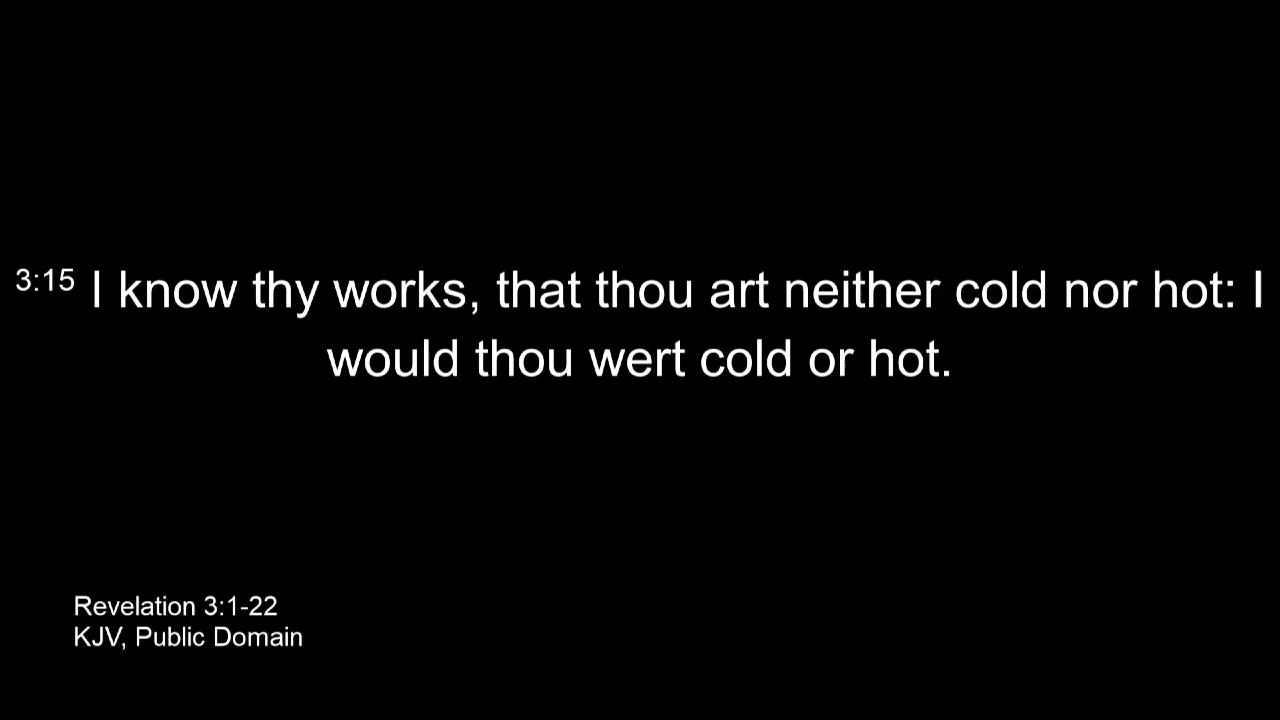 3:15 I know thy works, that thou art neither cold nor hot: I
would thou wert cold or hot.
Revelation 3:1-22
KJV, Public Domain